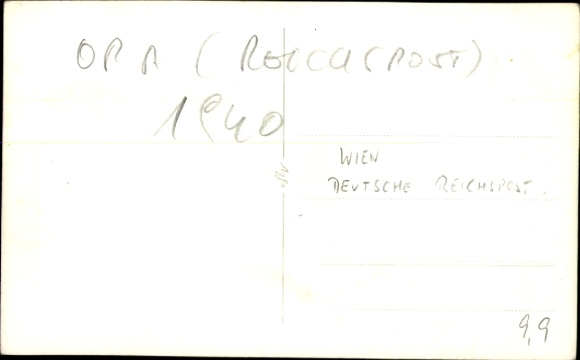 OPA (REICHSPOST)
1940
WIEN
DEUTSCHE REICHSPOST.
9,9